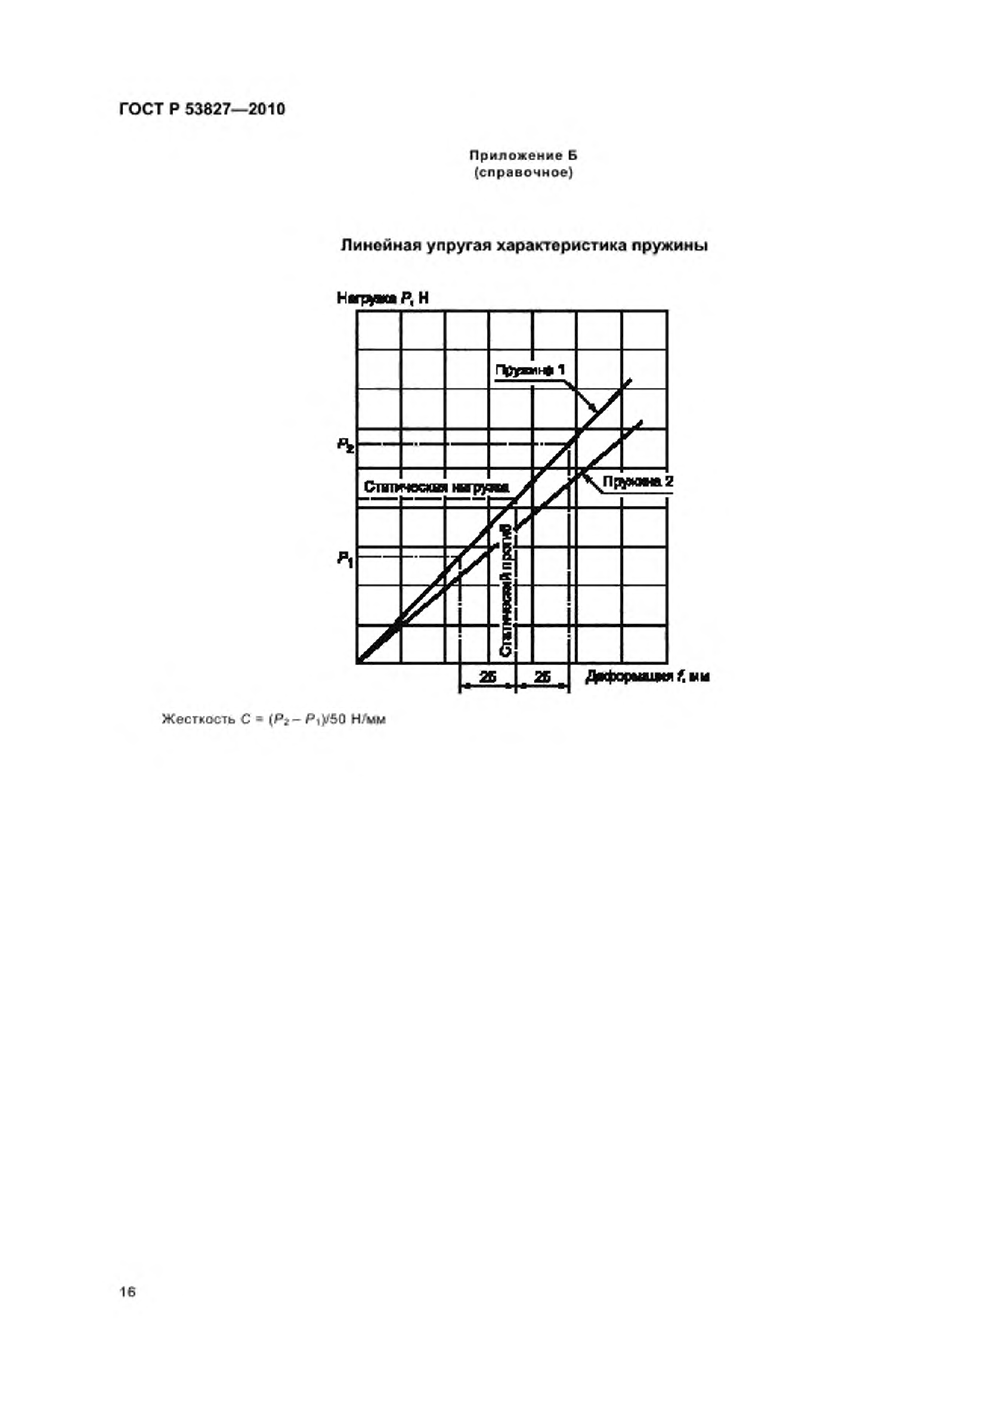 ГОСТ Р 53827—2010
Приложение Б
(справочное)
Линейная упругая характеристика пружины
Нагрузка P, Н
Пружина 1
P2
Статическая нагрузка
Пружина 2
P1
Статический прогиб
25
25
Деформация f, мм
Жесткость C = (P2 – P1)/50 Н/мм
16